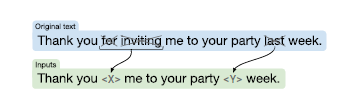 Original text
Thank you for inviting me to your party last week.
Inputs
Thank you <X> me to your party <Y> week.